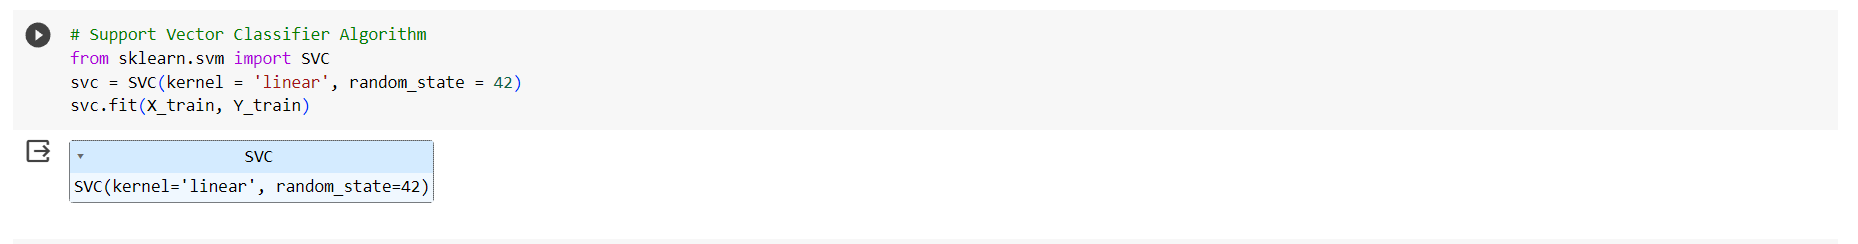 # Support Vector Classifier Algorithm
from sklearn.svm import SVC
svc = SVC(kernel = 'linear', random_state = 42)
svc.fit(X_train, Y_train)
SVC
SVC(kernel='linear', random_state=42)